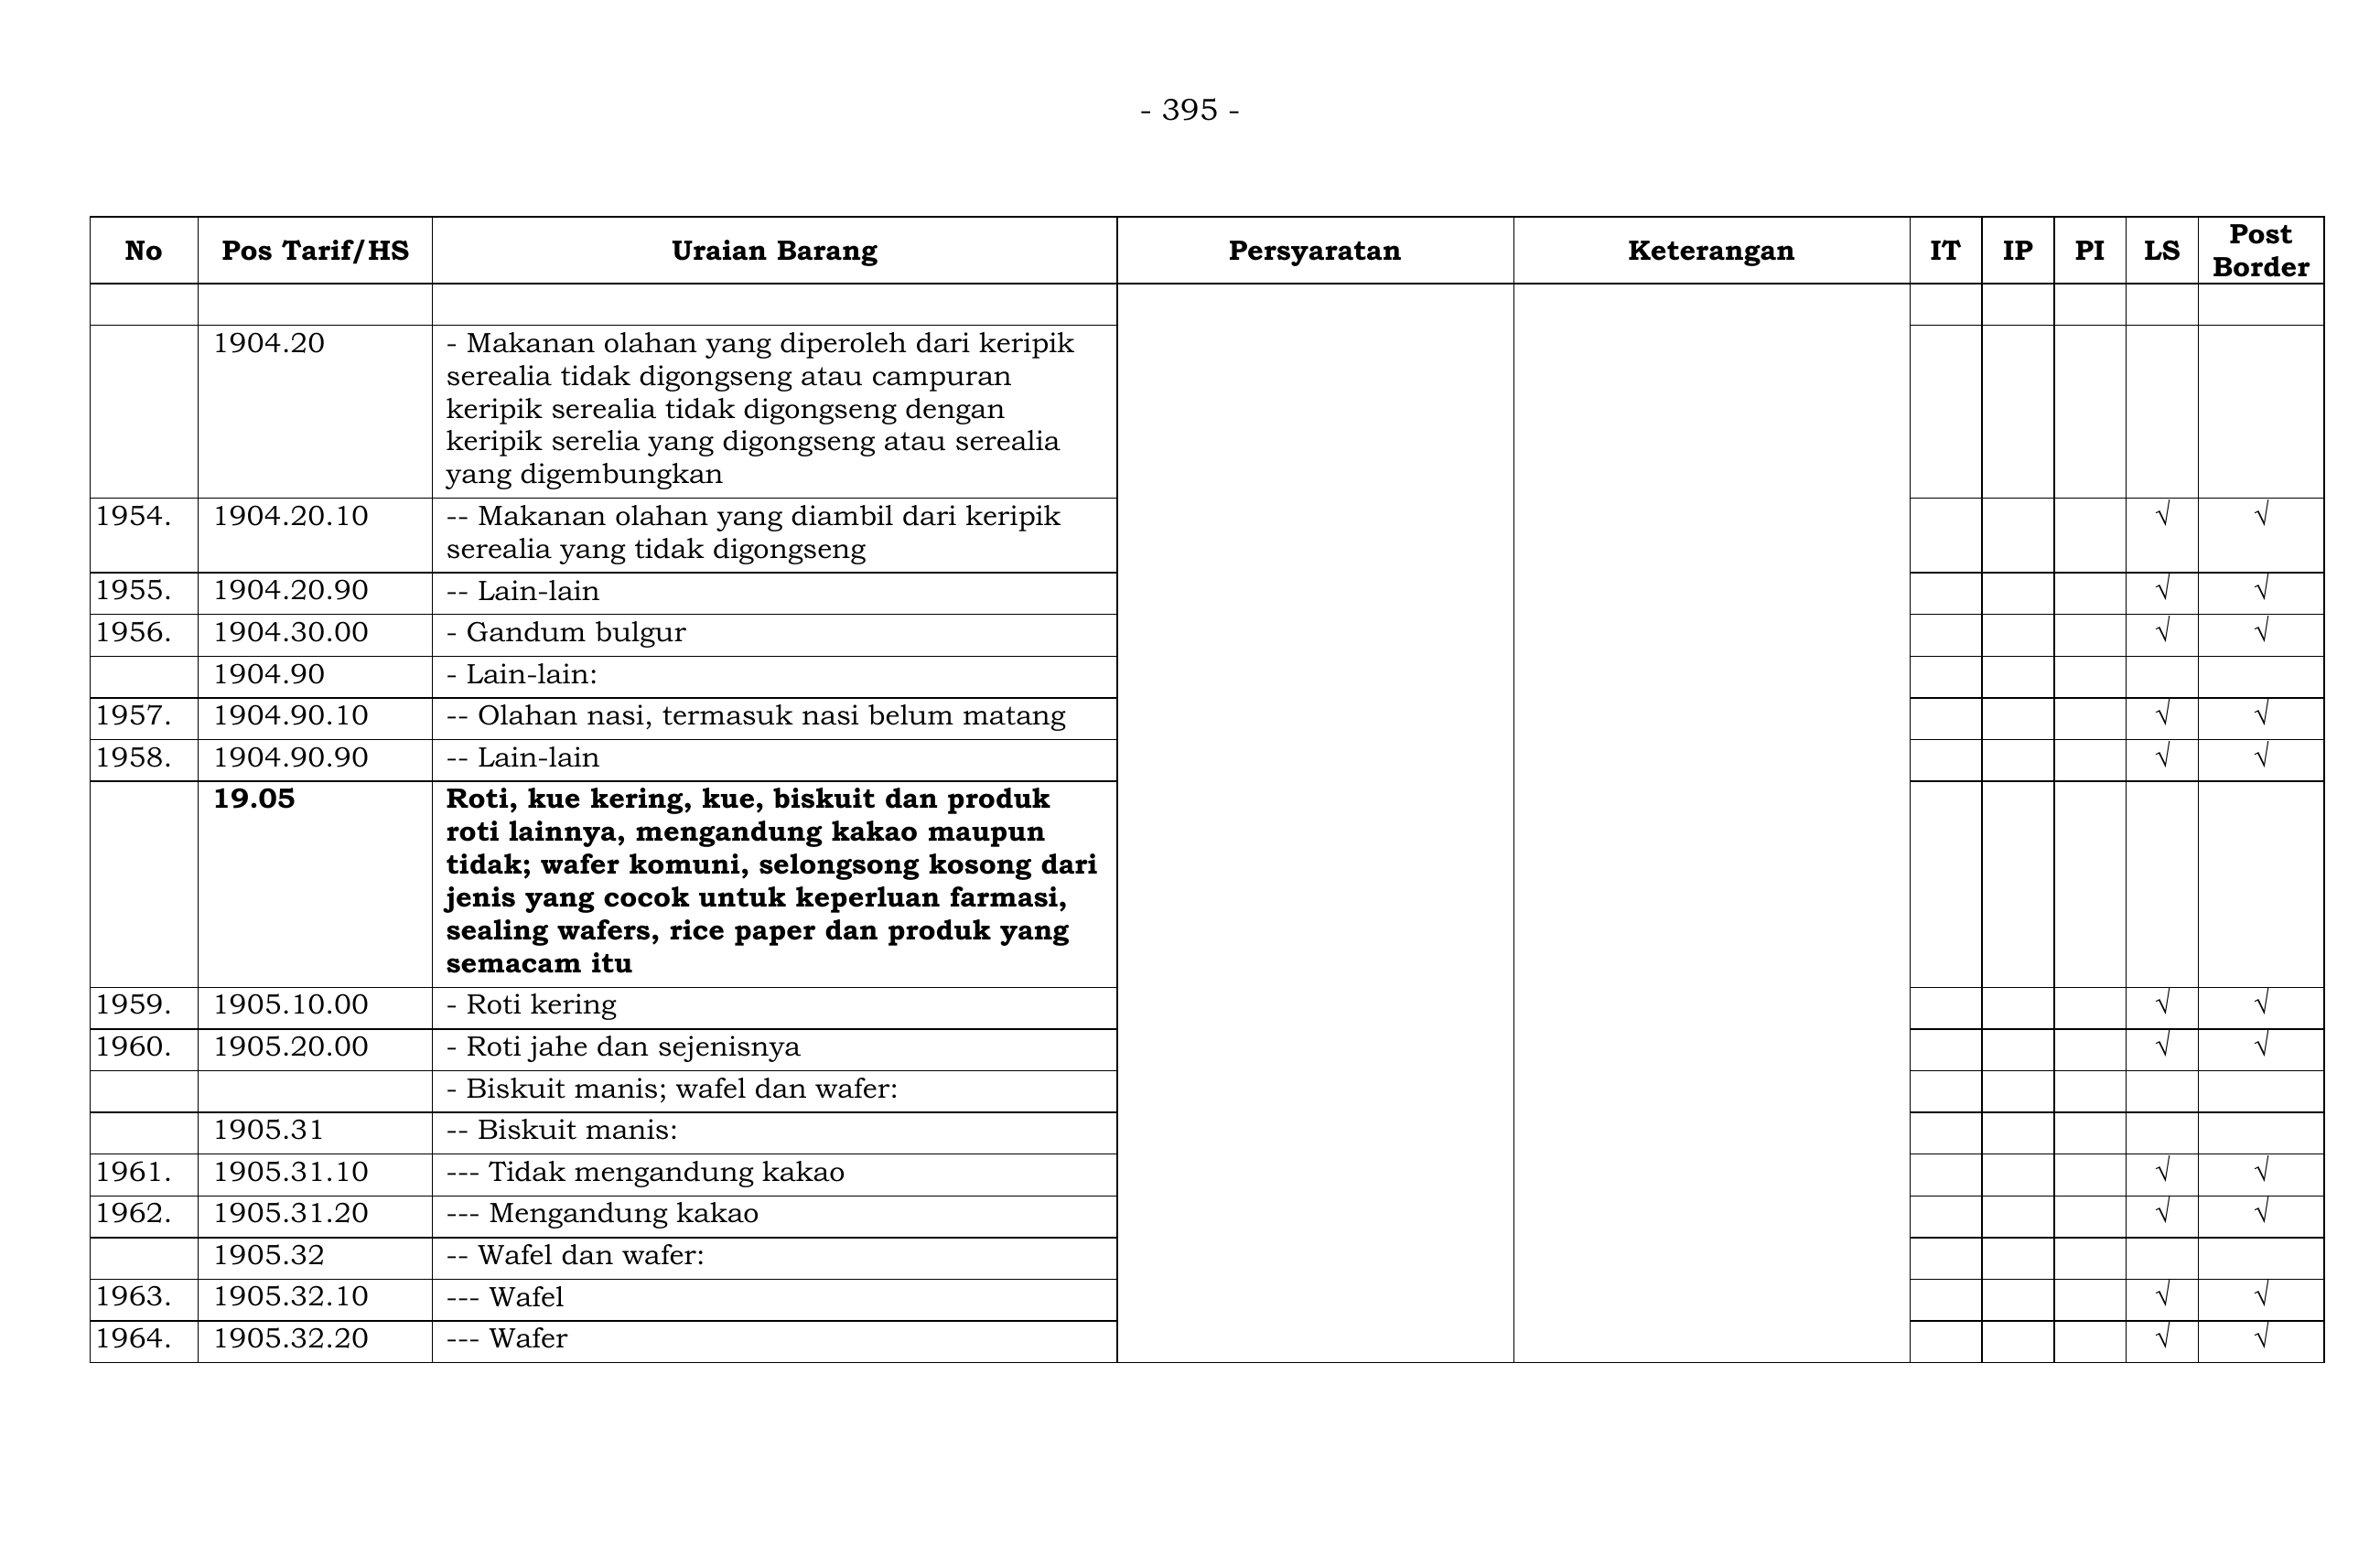 - 395 -
No Pos Tarif/HS Uraian Barang Persyaratan Keterangan IT IP PI LS Post
Border
1904.20 - Makanan olahan yang diperoleh dari keripik
serealia tidak digongseng atau campuran
keripik serealia tidak digongseng dengan
keripik serelia yang digongseng atau serealia
yang digembungkan
1954. 1904.20.10 -- Makanan olahan yang diambil dari keripik √ √
serealia yang tidak digongseng
1955. 1904.20.90 -- Lain-lain √ √
1956. 1904.30.00 - Gandum bulgur √ √
1904.90 - Lain-lain:
1957. 1904.90.10 -- Olahan nasi, termasuk nasi belum matang √ √
1958. 1904.90.90 -- Lain-lain √ √
19.05 Roti, kue kering, kue, biskuit dan produk
roti lainnya, mengandung kakao maupun
tidak; wafer komuni, selongsong kosong dari
jenis yang cocok untuk keperluan farmasi,
sealing wafers, rice paper dan produk yang
semacam itu
1959. 1905.10.00 - Roti kering √ √
1960. 1905.20.00 - Roti jahe dan sejenisnya √ √
- Biskuit manis; wafel dan wafer:
1905.31 -- Biskuit manis:
1961. 1905.31.10 --- Tidak mengandung kakao √ √
1962. 1905.31.20 --- Mengandung kakao √ √
1905.32 -- Wafel dan wafer:
1963. 1905.32.10 --- Wafel √ √
1964. 1905.32.20 --- Wafer √ √